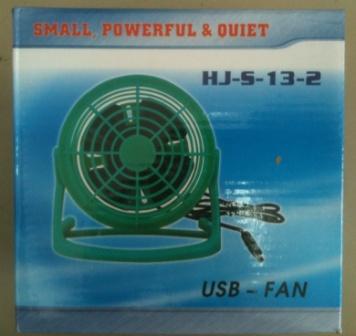 SMALL, POWERFUL & QUIET
HJ-S-13-2
USB - FAN